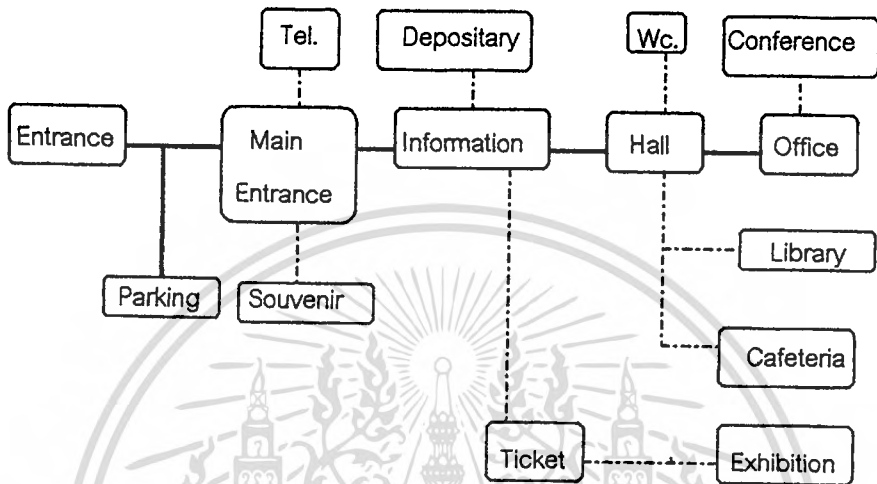 Tel.
Depositary
Wc.
Conference
Entrance
Main
Entrance
Information
Hall
Office
Library
Parking
Souvenir
Cafeteria
Ticket
Exhibition